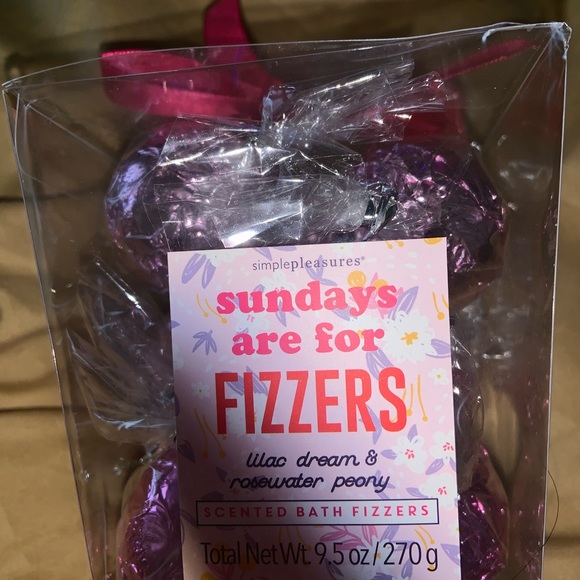 simplepleasures®
sundays
are for
FIZZERS
lilac dream &
rosewater peony
SCENTED BATH FIZZERS
Total Net Wt. 9.5 oz/270 g